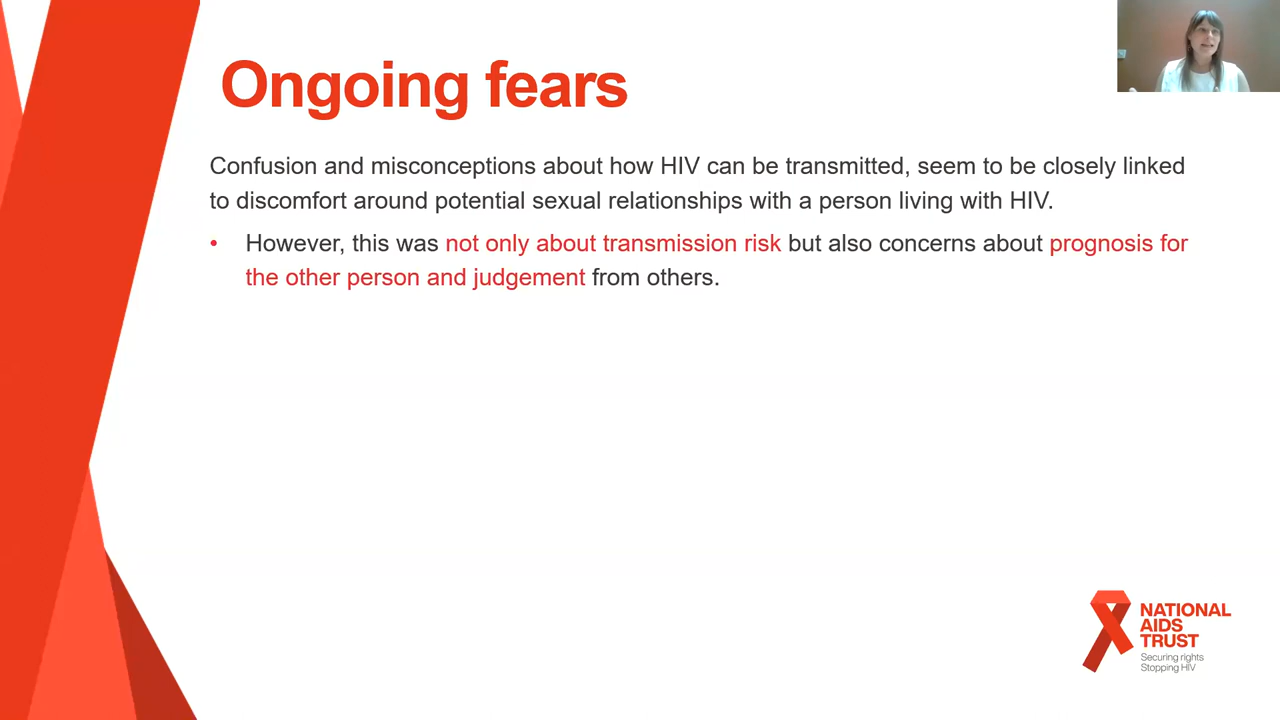 Ongoing fears
Confusion and misconceptions about how HIV can be transmitted, seem to be closely linked
to discomfort around potential sexual relationships with a person living with HIV.
• However, this was not only about transmission risk but also concerns about prognosis for
the other person and judgement from others.
NATIONAL
AIDS
TRUST
Securing rights
Stopping HIV